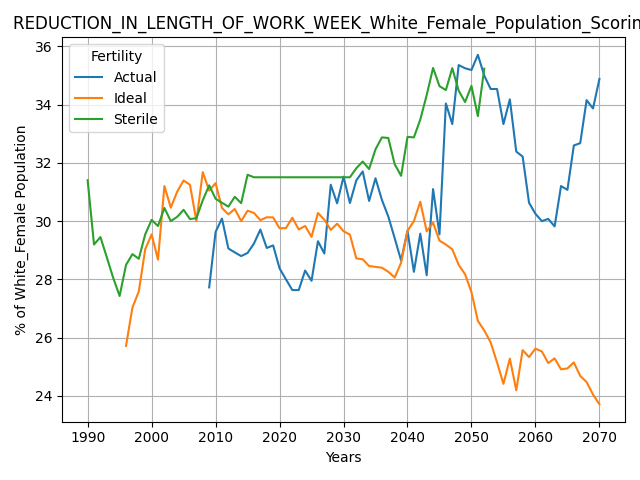 REDUCTION_IN_LENGTH_OF_WORK_WEEK_White_Female_Population_Scorin
Fertility
Actual
Ideal
Sterile
% of White_Female Population
36
34
32
30
28
26
24
1990 2000 2010 2020 2030 2040 2050 2060 2070
Years